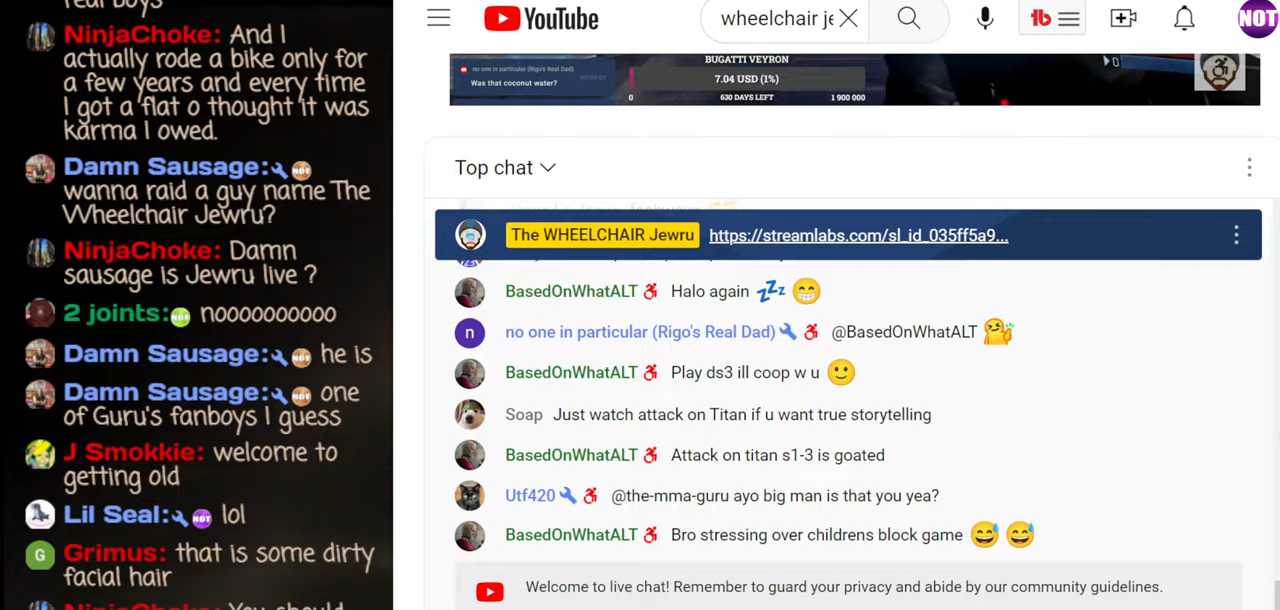 real boys
NinjaChoke: And I
actually rode a bike only for
a few years and every time
I got a flat o thought it was
karma I owed.
Damn Sausage:
wanna raid a guy name The
Wheelchair Jewru?
NinjaChoke: Damn
sausage is Jewru live ?
2 joints: noooooooooo
Damn Sausage: he is
Damn Sausage: one
of Guru's fanboys I guess
J Smokkie: welcome to
getting old
Lil Seal: lol
Grimus: that is some dirty
facial hair
NinjaChoke: You should
YouTube
wheelchair je
NOT
no one in particular (Rigo's Real Dad)
Was that coconut water?
BUGATTI VEYRON
7.04 USD (1%)
0 630 DAYS LEFT 1 900 000
Top chat
The WHEELCHAIR Jewru https://streamlabs.com/sl_id_035ff5a9...
BasedOnWhatALT Halo again
no one in particular (Rigo's Real Dad) @BasedOnWhatALT
BasedOnWhatALT Play ds3 ill coop w u
Soap Just watch attack on Titan if u want true storytelling
BasedOnWhatALT Attack on titan s1-3 is goated
Utf420 @the-mma-guru ayo big man is that you yea?
BasedOnWhatALT Bro stressing over childrens block game
Welcome to live chat! Remember to guard your privacy and abide by our community guidelines.